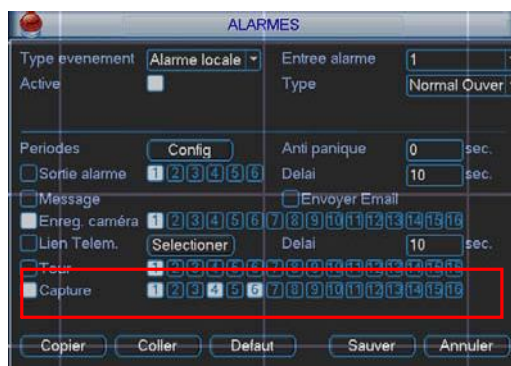 ALARMES
Type evenement Alarme locale Entree alarme 1
Active Type Normal Ouver
Periodes Config Anti panique 0 sec.
Sortie alarme 1 2 3 4 5 6 Delai 10 sec.
Message Envoyer Email
Enreg. caméra 1 2 3 4 5 6 7 8 9 10 11 12 13 14 15 16
Lien Telem. Selectioner Delai 10 sec.
Tour 1 2 3 4 5 6 7 8 9 10 11 12 13 14 15 16
Capture 1 2 3 4 5 6 7 8 9 10 11 12 13 14 15 16
Copier Coller Defaut Sauver Annuler